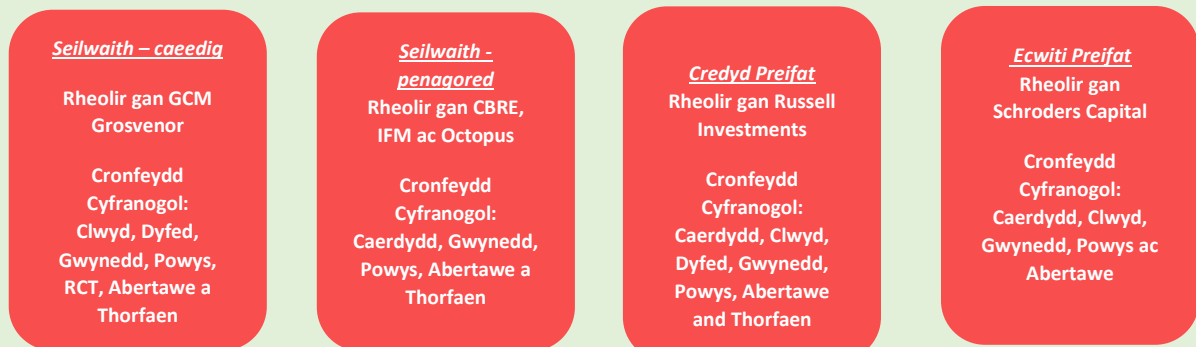 Seilwaith – caeedig
Rheolir gan GCM
Grosvenor
Cronfeydd
Cyfranogol:
Clwyd, Dyfed,
Gwynedd, Powys,
RCT, Abertawe a
Thorfaen
Seilwaith -
penagored
Rheolir gan CBRE,
IFM ac Octopus
Cronfeydd
Cyfranogol:
Caerdydd, Gwynedd,
Powys, Abertawe a
Thorfaen
Credyd Preifat
Rheolir gan Russell
Investments
Cronfeydd
Cyfranogol:
Caerdydd, Clwyd,
Dyfed, Gwynedd,
Powys, Abertawe
and Thorfaen
Ecwiti Preifat
Rheolir gan
Schroders Capital
Cronfeydd
Cyfranogol:
Caerdydd, Clwyd,
Gwynedd, Powys ac
Abertawe